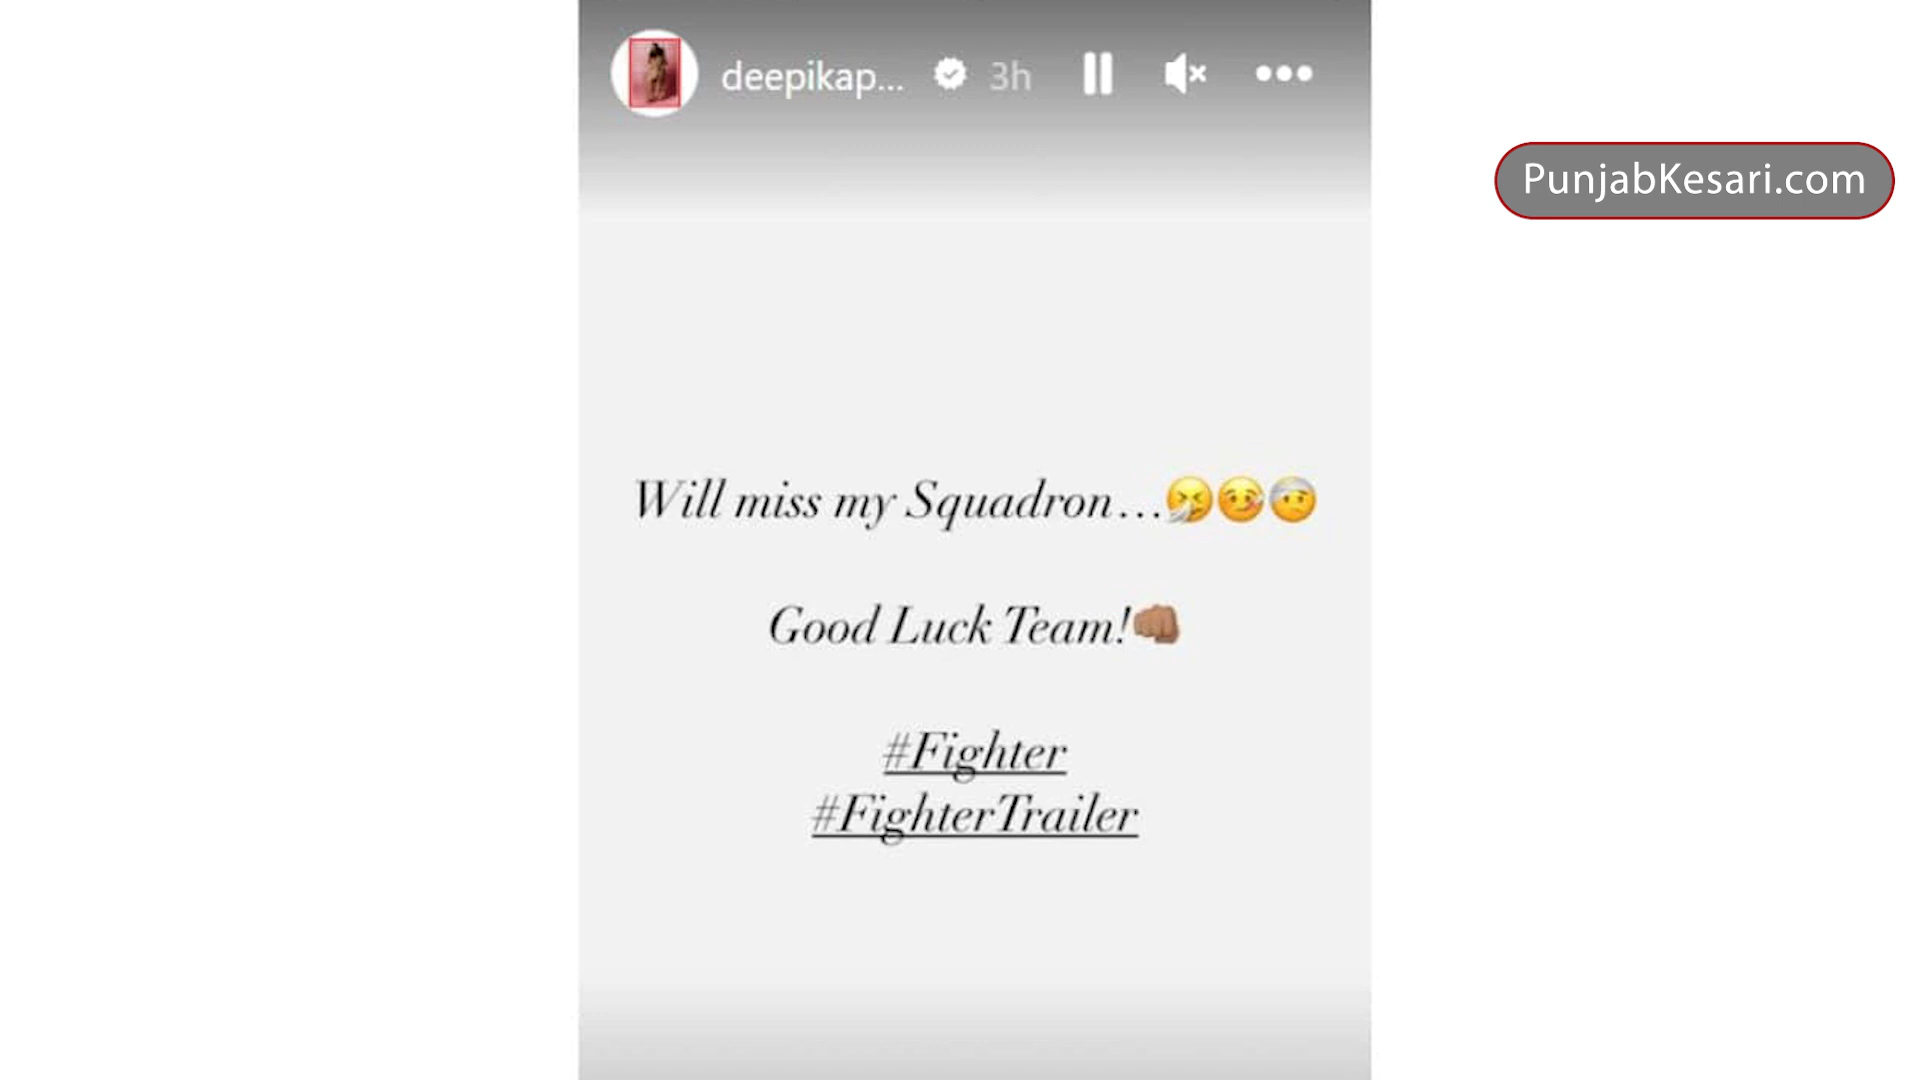 deepikap... 3h
PunjabKesari.com
Will miss my Squadron...🤧🤒🤕
Good Luck Team!👊🏽
#Fighter
#FighterTrailer